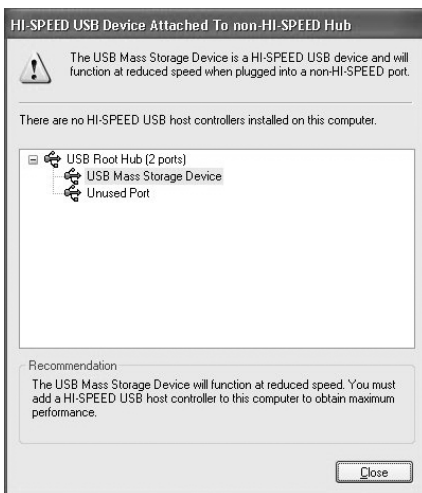 HI-SPEED USB Device Attached To non-HI-SPEED Hub
The USB Mass Storage Device is a HI-SPEED USB device and will
function at reduced speed when plugged into a non-HI-SPEED port.
There are no HI-SPEED USB host controllers installed on this computer.
USB Root Hub (2 ports)
USB Mass Storage Device
Unused Port
Recommendation
The USB Mass Storage Device will function at reduced speed. You must
add a HI-SPEED USB host controller to this computer to obtain maximum
performance.
Close